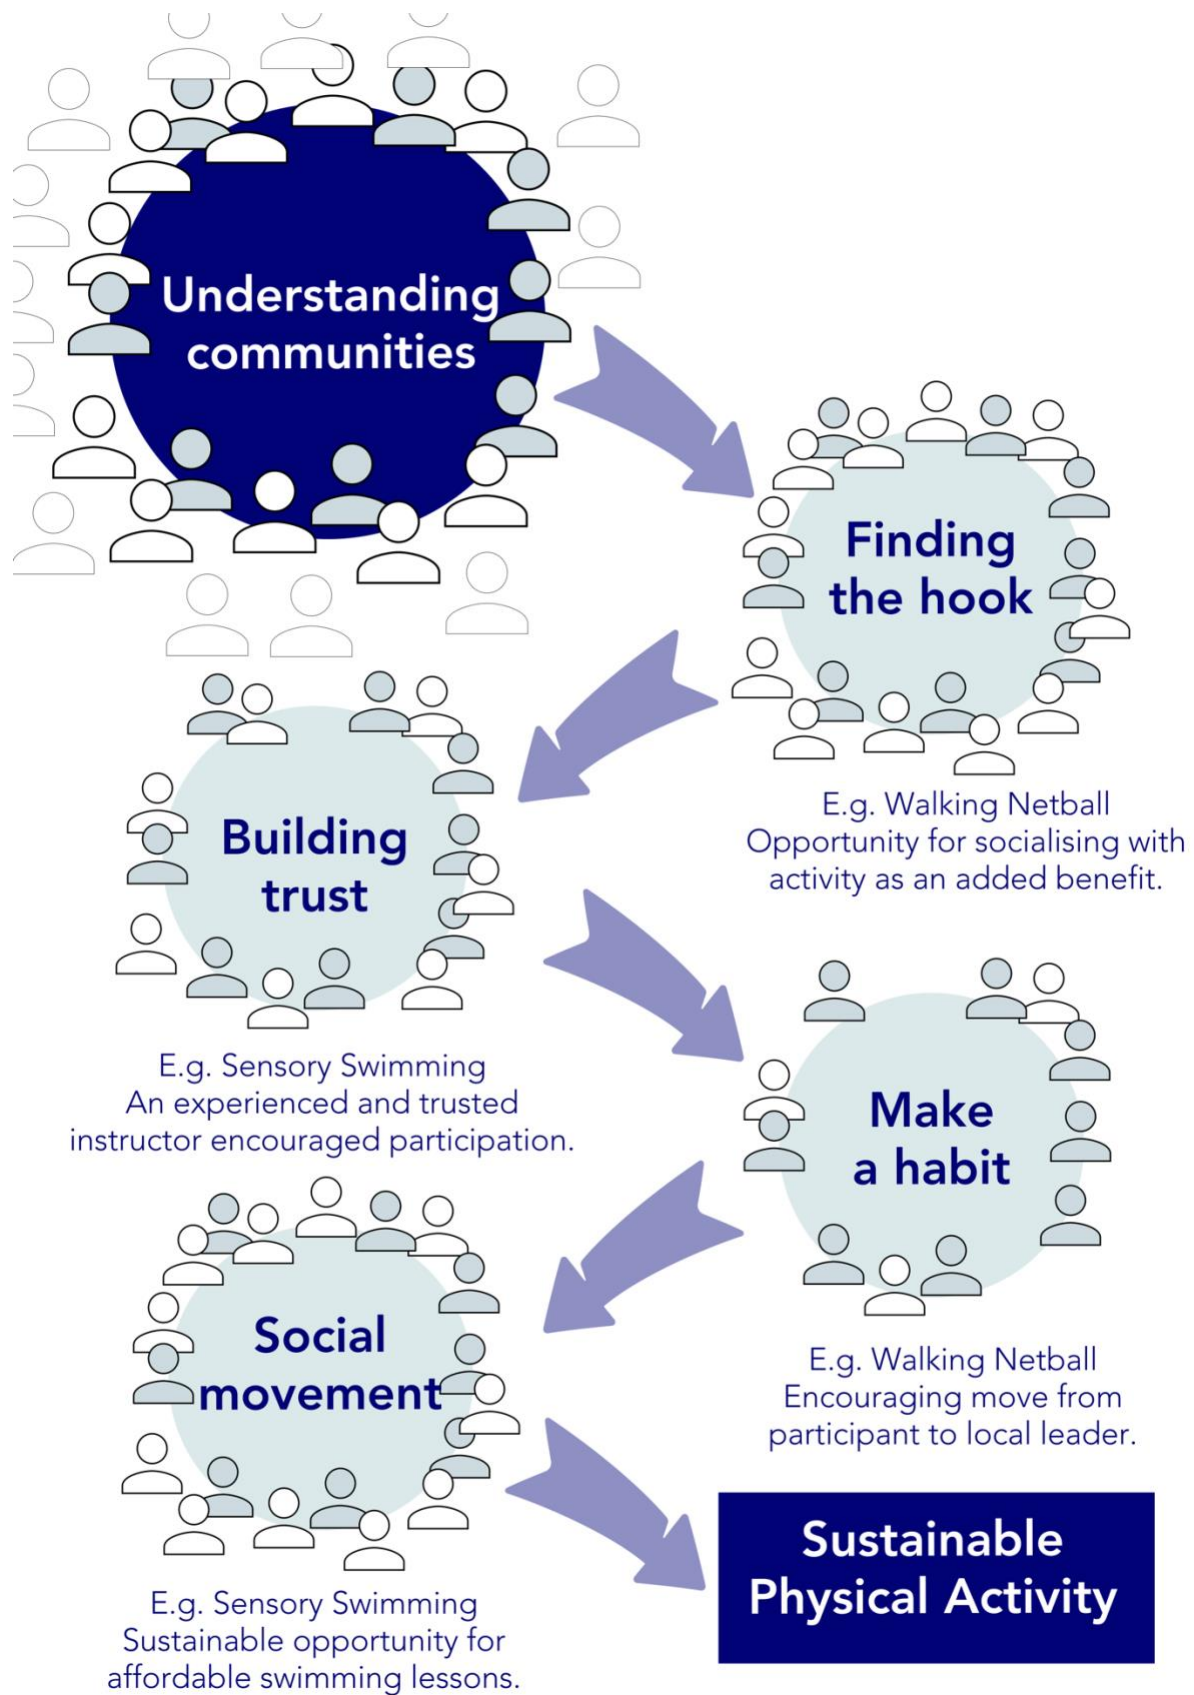 Understanding
communities
Finding
the hook
E.g. Walking Netball
Opportunity for socialising with
activity as an added benefit.
Building
trust
E.g. Sensory Swimming
An experienced and trusted
instructor encouraged participation.
Make
a habit
E.g. Walking Netball
Encouraging move from
participant to local leader.
Social
movement
E.g. Sensory Swimming
Sustainable opportunity for
affordable swimming lessons.
Sustainable
Physical Activity